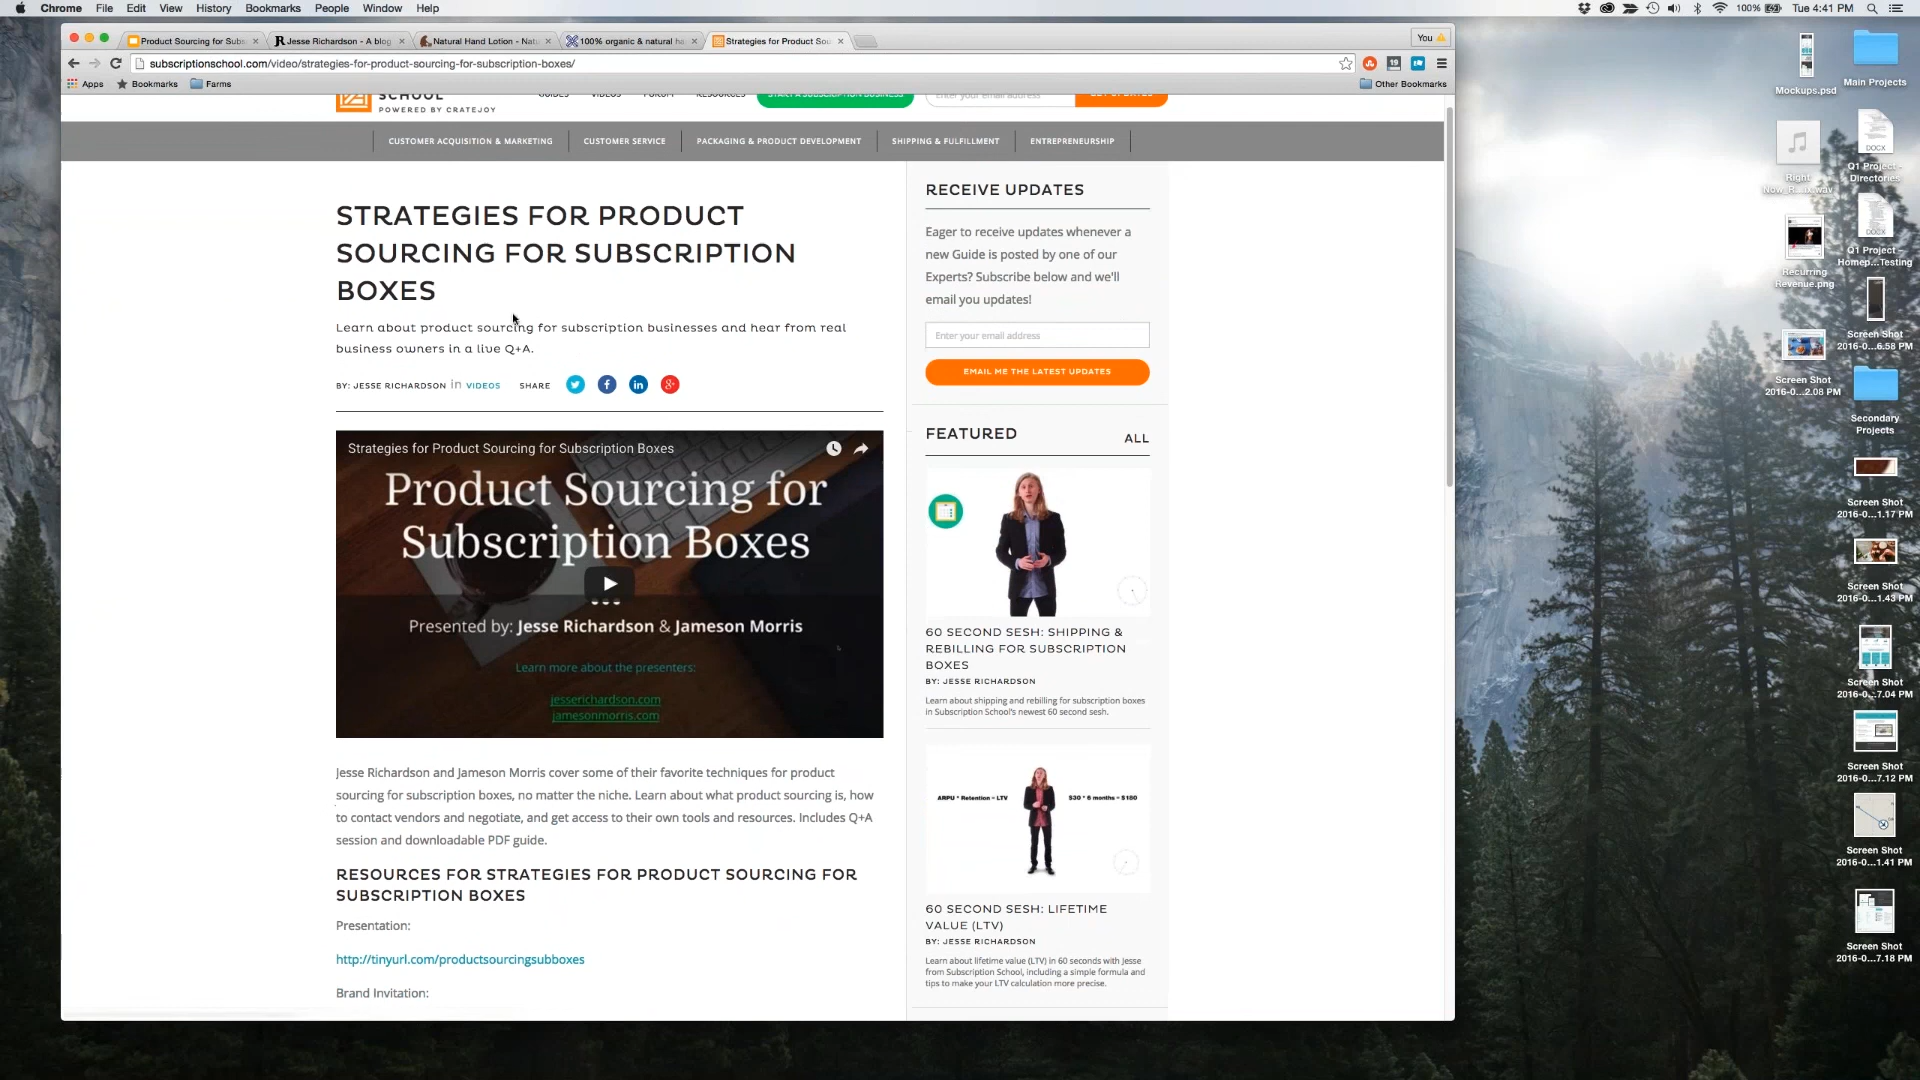 Chrome File Edit View History Bookmarks People Window Help
100% Tue 4:41 PM
Product Sourcing for Subs
Jesse Richardson - A blog
Natural Hand Lotion - Natu
100% organic & natural ha
Strategies for Product Sou
You
subscriptionschool.com/video/strategies-for-product-sourcing-for-subscription-boxes/
19
Apps Bookmarks Farms
Other Bookmarks
SCHOOL
POWERED BY CRATEJOY
GUIDES VIDEOS FORUM RESOURCES
START A SUBSCRIPTION BUSINESS
Enter your email address
GET UPDATES
CUSTOMER ACQUISITION & MARKETING
CUSTOMER SERVICE
PACKAGING & PRODUCT DEVELOPMENT
SHIPPING & FULFILLMENT
ENTREPRENEURSHIP
STRATEGIES FOR PRODUCT
SOURCING FOR SUBSCRIPTION
BOXES
Learn about product sourcing for subscription businesses and hear from real
business owners in a live Q+A.
BY: JESSE RICHARDSON in VIDEOS SHARE
Strategies for Product Sourcing for Subscription Boxes
Product Sourcing for
Subscription Boxes
Presented by: Jesse Richardson & Jameson Morris
Learn more about the presenters:
jesserichardson.com
jamesonmorris.com
Jesse Richardson and Jameson Morris cover some of their favorite techniques for product
sourcing for subscription boxes, no matter the niche. Learn about what product sourcing is, how
to contact vendors and negotiate, and get access to their own tools and resources. Includes Q+A
session and downloadable PDF guide.
RESOURCES FOR STRATEGIES FOR PRODUCT SOURCING FOR
SUBSCRIPTION BOXES
Presentation:
http://tinyurl.com/productsourcingsubboxes
Brand Invitation:
RECEIVE UPDATES
Eager to receive updates whenever a
new Guide is posted by one of our
Experts? Subscribe below and we'll
email you updates!
Enter your email address
EMAIL ME THE LATEST UPDATES
FEATURED
ALL
60 SECOND SESH: SHIPPING &
REBILLING FOR SUBSCRIPTION
BOXES
BY: JESSE RICHARDSON
Learn about shipping and rebilling for subscription boxes
in Subscription School's newest 60 second sesh.
ARPU * Retention = LTV
$30 * 6 months = $180
60 SECOND SESH: LIFETIME
VALUE (LTV)
BY: JESSE RICHARDSON
Learn about lifetime value (LTV) in 60 seconds with Jesse
from Subscription School, including a simple formula and
tips to make your LTV calculation more precise.
Mockups.psd
Right
Now_R...ix.wav
Recurring
Revenue.png
Screen Shot
2016-0...2.08 PM
Main Projects
DOCX
Q1 Project -
Directories
DOCX
Q1 Project -
Homep...Testing
Screen Shot
2016-0...6.58 PM
Secondary
Projects
Screen Shot
2016-0...1.17 PM
Screen Shot
2016-0...1.43 PM
Screen Shot
2016-0...7.04 PM
Screen Shot
2016-0...7.12 PM
Screen Shot
2016-0...1.41 PM
Screen Shot
2016-0...7.18 PM